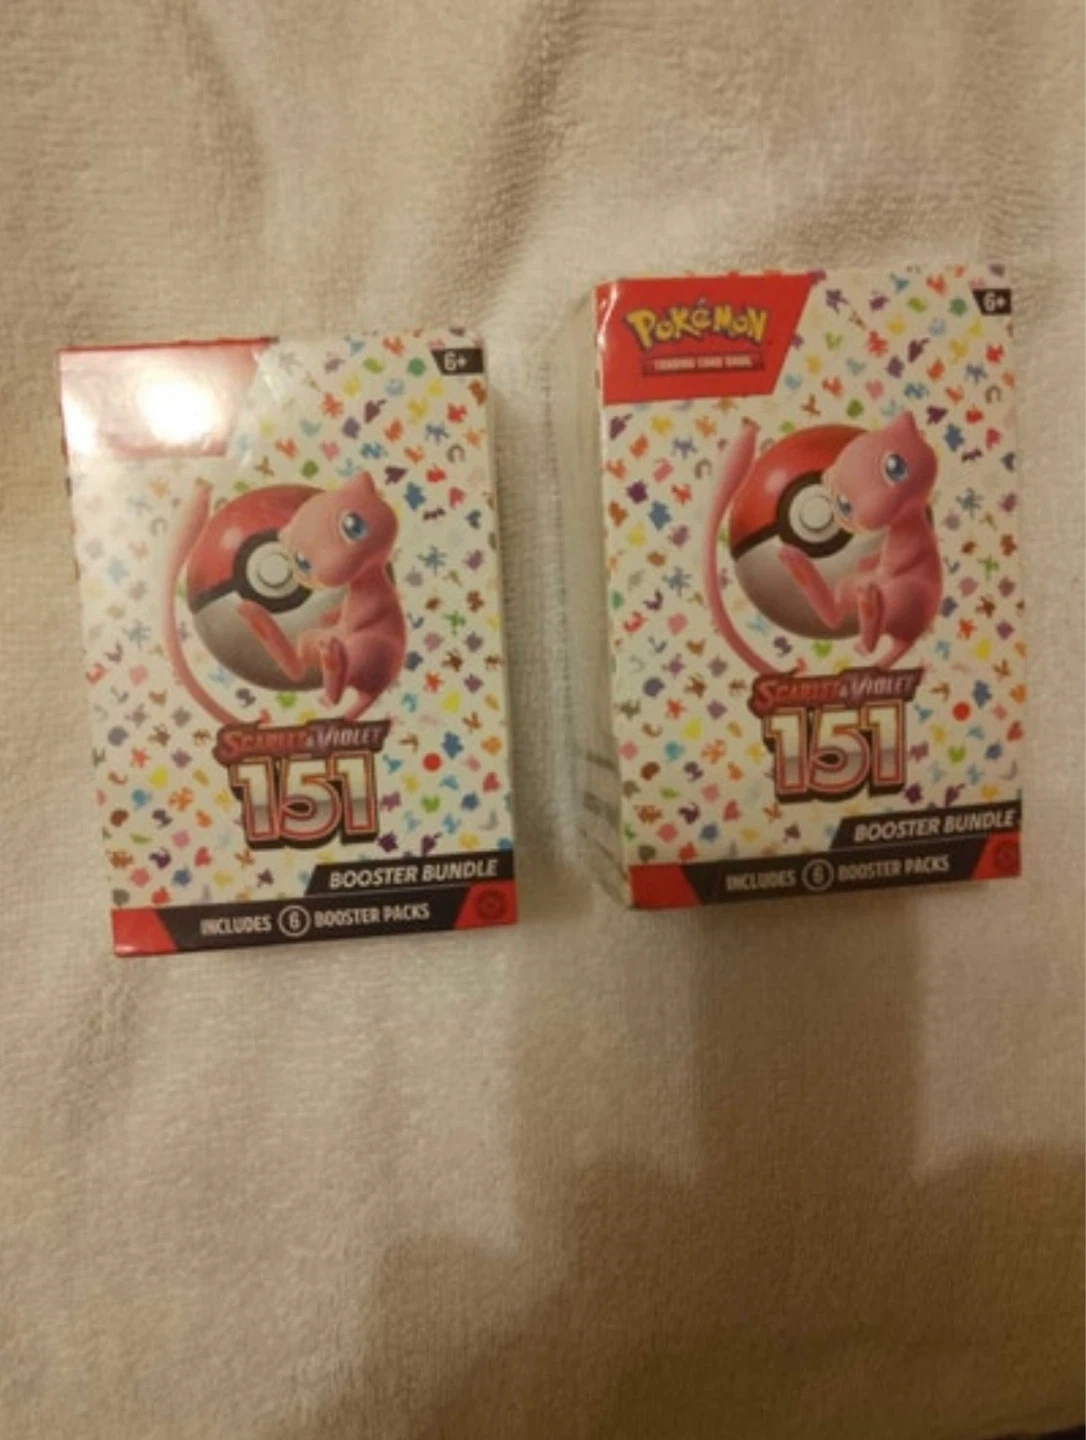 6+
SCARLET & VIOLET
151
BOOSTER BUNDLE
INCLUDES 6 BOOSTER PACKS
POKéMON
TRADING CARD GAME
6+
SCARLET & VIOLET
151
BOOSTER BUNDLE
INCLUDES 6 BOOSTER PACKS